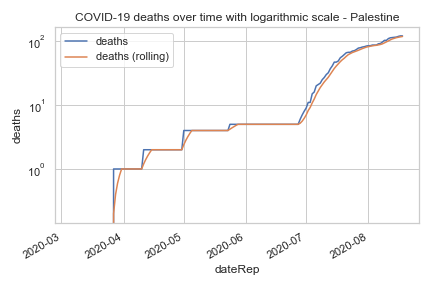 COVID-19 deaths over time with logarithmic scale - Palestine
deaths
deaths (rolling)
10²
10¹
10⁰
deaths
2020-03
2020-04
2020-05
2020-06
2020-07
2020-08
dateRep